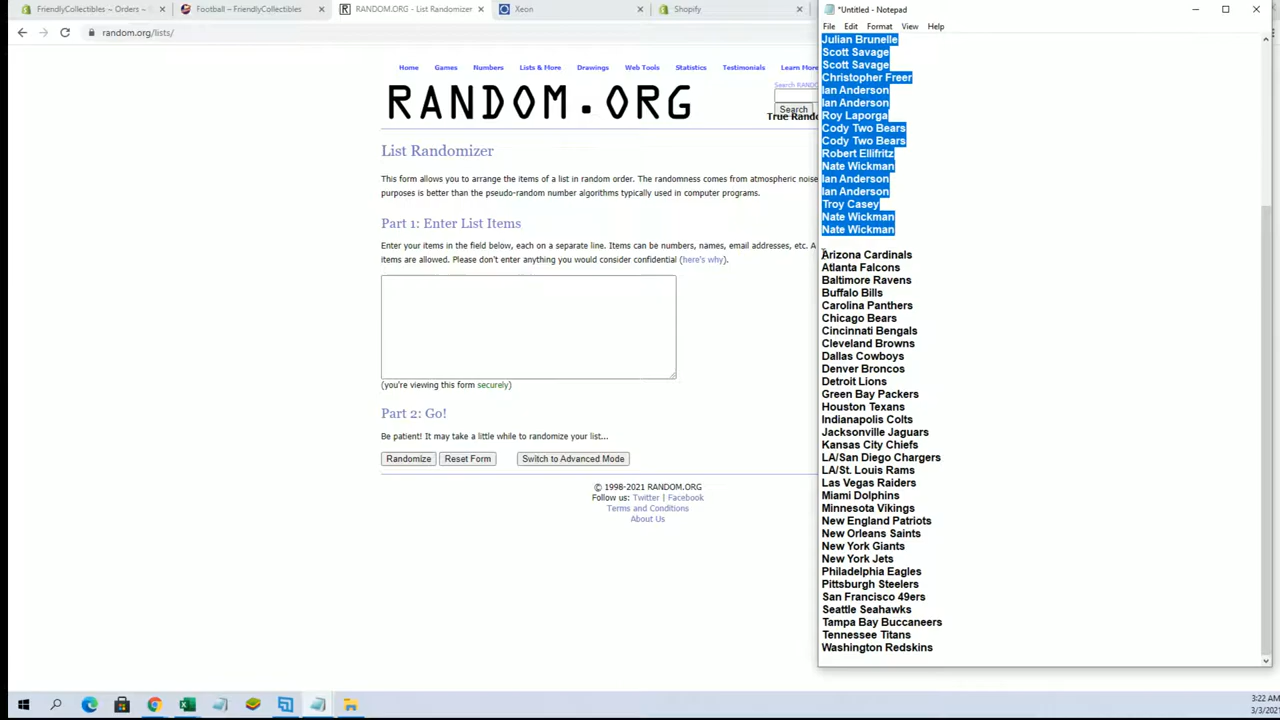 FriendlyCollectibles ~ Orders ~
Football – FriendlyCollectibles
RANDOM.ORG - List Randomizer
Xeon
Shopify
*Untitled - Notepad
random.org/lists/
File Edit Format View Help
Home Games Numbers Lists & More Drawings Web Tools Statistics Testimonials Learn More
Search RAND
RANDOM.ORG
Search
True Rando
List Randomizer
This form allows you to arrange the items of a list in random order. The randomness comes from atmospheric noise
purposes is better than the pseudo-random number algorithms typically used in computer programs.
Part 1: Enter List Items
Enter your items in the field below, each on a separate line. Items can be numbers, names, email addresses, etc. A
items are allowed. Please don't enter anything you would consider confidential (here's why).
(you're viewing this form securely)
Part 2: Go!
Be patient! It may take a little while to randomize your list...
Randomize Reset Form Switch to Advanced Mode
© 1998-2021 RANDOM.ORG
Follow us: Twitter | Facebook
Terms and Conditions
About Us
Julian Brunelle
Scott Savage
Scott Savage
Christopher Freer
Ian Anderson
Ian Anderson
Roy Laporga
Cody Two Bears
Cody Two Bears
Robert Ellifritz
Nate Wickman
Ian Anderson
Ian Anderson
Troy Casey
Nate Wickman
Nate Wickman
Arizona Cardinals
Atlanta Falcons
Baltimore Ravens
Buffalo Bills
Carolina Panthers
Chicago Bears
Cincinnati Bengals
Cleveland Browns
Dallas Cowboys
Denver Broncos
Detroit Lions
Green Bay Packers
Houston Texans
Indianapolis Colts
Jacksonville Jaguars
Kansas City Chiefs
LA/San Diego Chargers
LA/St. Louis Rams
Las Vegas Raiders
Miami Dolphins
Minnesota Vikings
New England Patriots
New Orleans Saints
New York Giants
New York Jets
Philadelphia Eagles
Pittsburgh Steelers
San Francisco 49ers
Seattle Seahawks
Tampa Bay Buccaneers
Tennessee Titans
Washington Redskins
3:22 AM
3/3/2021